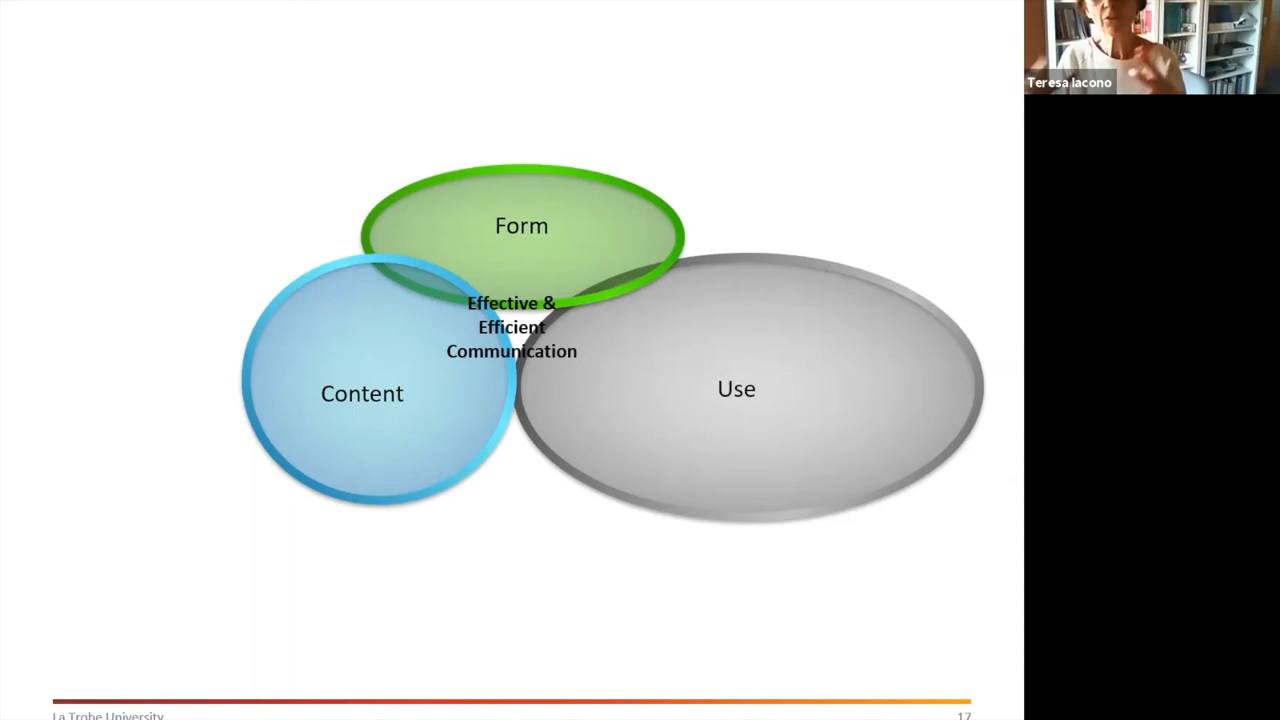 Teresa Iacono
Form
Effective &
Efficient
Communication
Content
Use
La Trobe University
17